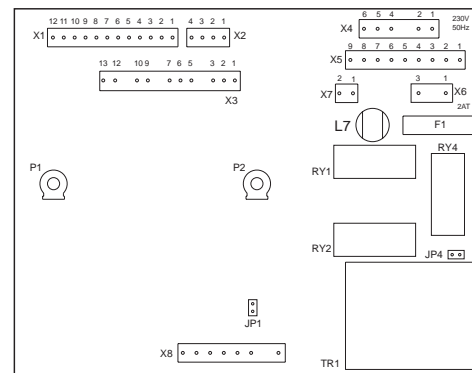 12 11 10 9 8 7 6 5 4 3 2 1
4 3 2 1
6 5 4 2 1
230V
50Hz
X1
X2
X4
9 8 7 6 5 4 3 2 1
X5
13 12 10 9 7 6 5 3 2 1
X3
2 1
3 1
X7
X6
2AT
L7
F1
RY4
P1
P2
RY1
RY2
JP4
JP1
X8
TR1